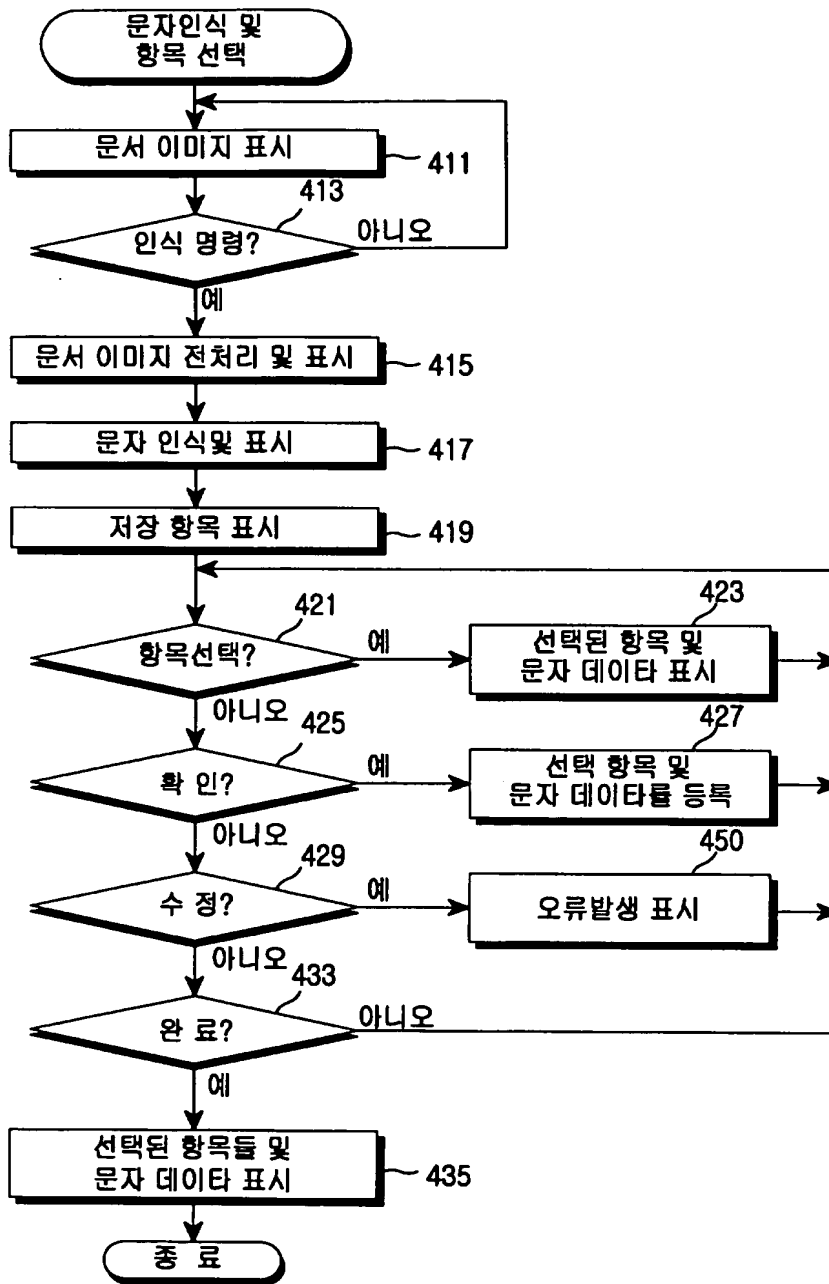 문자인식 및
항목 선택
문서 이미지 표시
411
413
인식 명령?
아니오
예
문서 이미지 전처리 및 표시
415
문자 인식및 표시
417
저장 항목 표시
419
421
항목선택?
예
423
선택된 항목 및
문자 데이타 표시
아니오
425
확 인?
예
427
선택 항목 및
문자 데이타를 등록
아니오
429
수 정?
예
450
오류발생 표시
아니오
433
완 료?
아니오
예
선택된 항목들 및
문자 데이타 표시
435
종 료